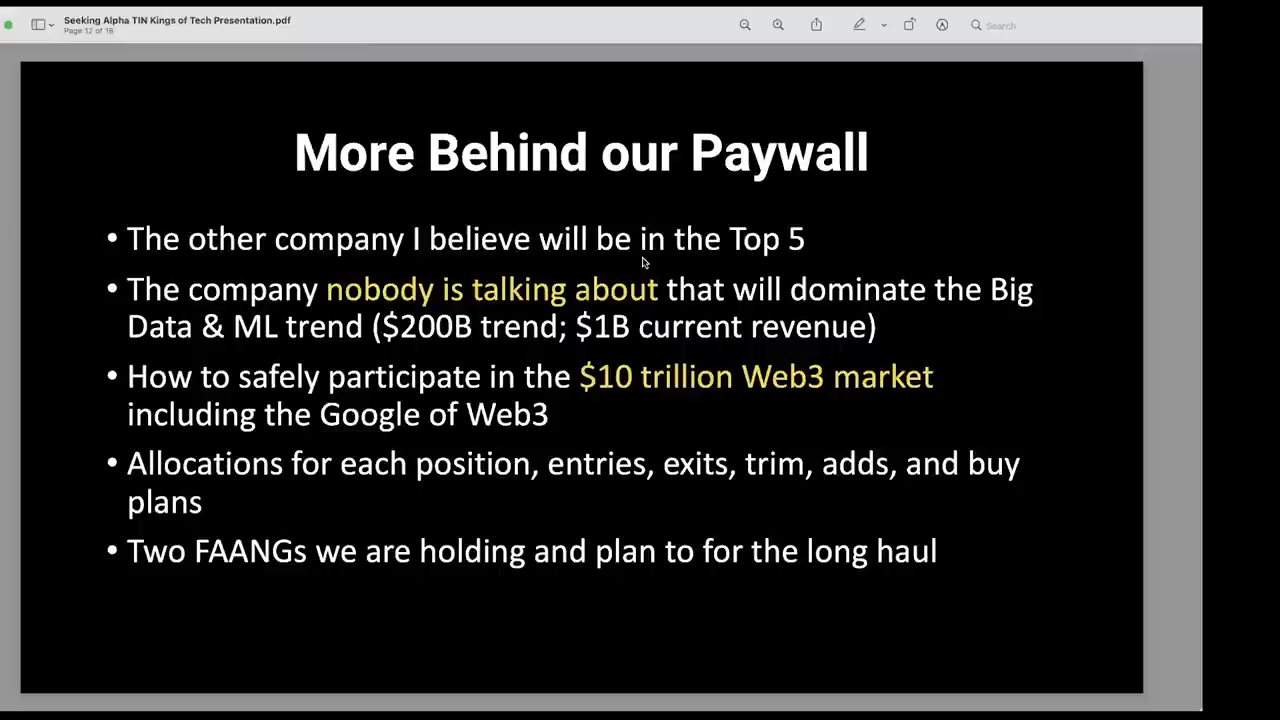 Seeking Alpha TIN Kings of Tech Presentation.pdf
Page 12 of 18
Search
More Behind our Paywall
• The other company I believe will be in the Top 5
• The company nobody is talking about that will dominate the Big
Data & ML trend ($200B trend; $1B current revenue)
• How to safely participate in the $10 trillion Web3 market
including the Google of Web3
• Allocations for each position, entries, exits, trim, adds, and buy
plans
• Two FAANGs we are holding and plan to for the long haul